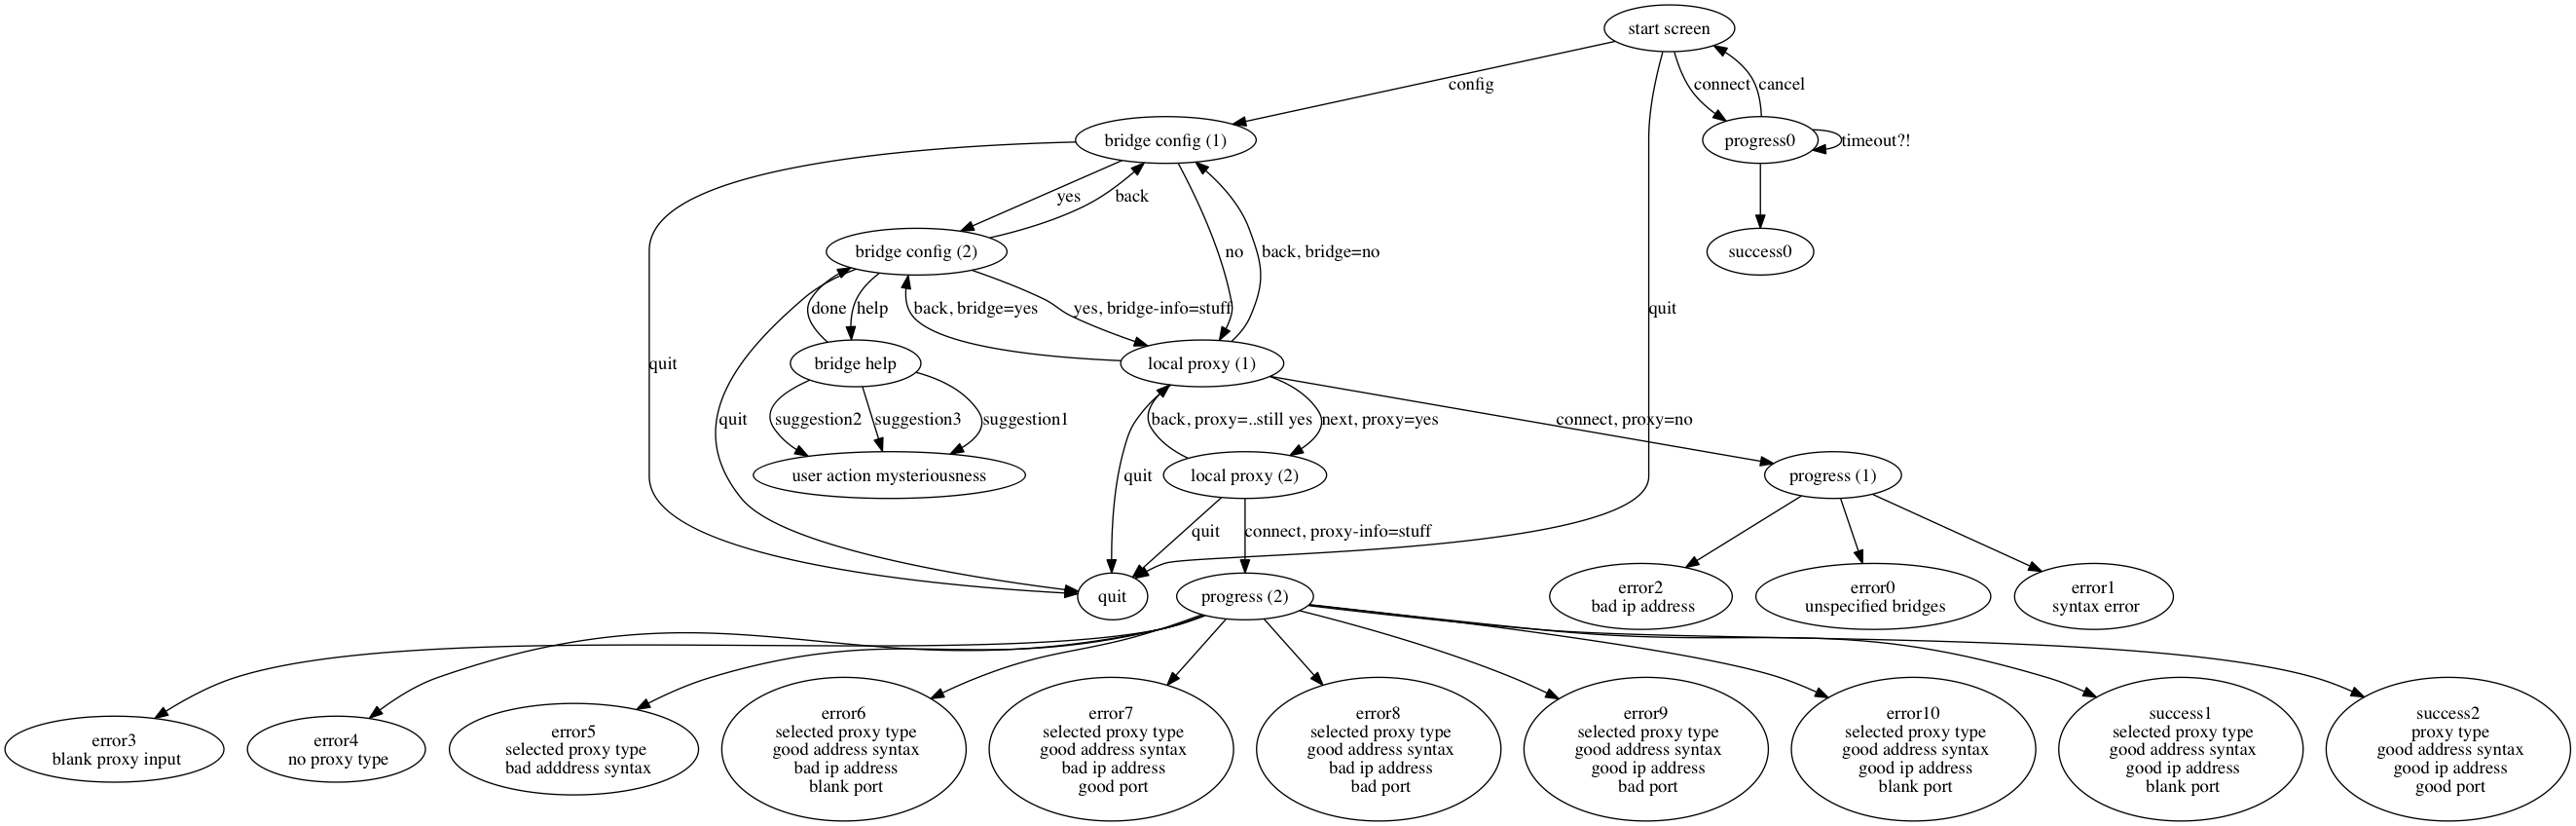 start screen
config
connect
cancel
bridge config (1)
progress0
timeout?!
yes
back
bridge config (2)
no
back, bridge=no
success0
done
help
back, bridge=yes
yes, bridge-info=stuff
quit
quit
bridge help
local proxy (1)
quit
suggestion2
suggestion3
suggestion1
back, proxy=..still yes
next, proxy=yes
connect, proxy=no
user action mysteriousness
quit
local proxy (2)
progress (1)
quit
connect, proxy-info=stuff
quit
progress (2)
error2
bad ip address
error0
unspecified bridges
error1
syntax error
error3
blank proxy input
error4
no proxy type
error5
selected proxy type
bad adddress syntax
error6
selected proxy type
good address syntax
bad ip address
blank port
error7
selected proxy type
good address syntax
bad ip address
good port
error8
selected proxy type
good address syntax
bad ip address
bad port
error9
selected proxy type
good address syntax
good ip address
bad port
error10
selected proxy type
good address syntax
good ip address
blank port
success1
selected proxy type
good address syntax
good ip address
blank port
success2
proxy type
good address syntax
good ip address
good port